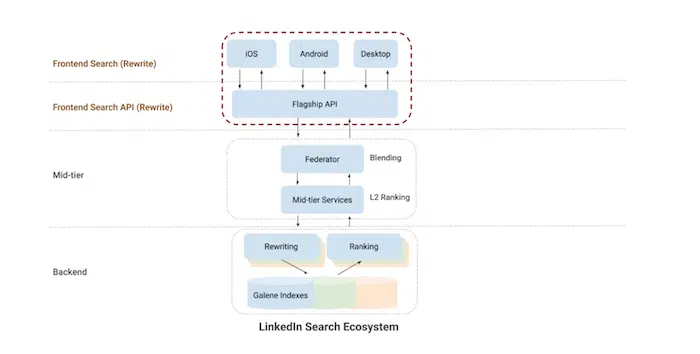 Frontend Search (Rewrite)
iOS
Android
Desktop
Frontend Search API (Rewrite)
Flagship API
Mid-tier
Federator
Blending
Mid-tier Services
L2 Ranking
Backend
Rewriting
Ranking
Galene Indexes
LinkedIn Search Ecosystem